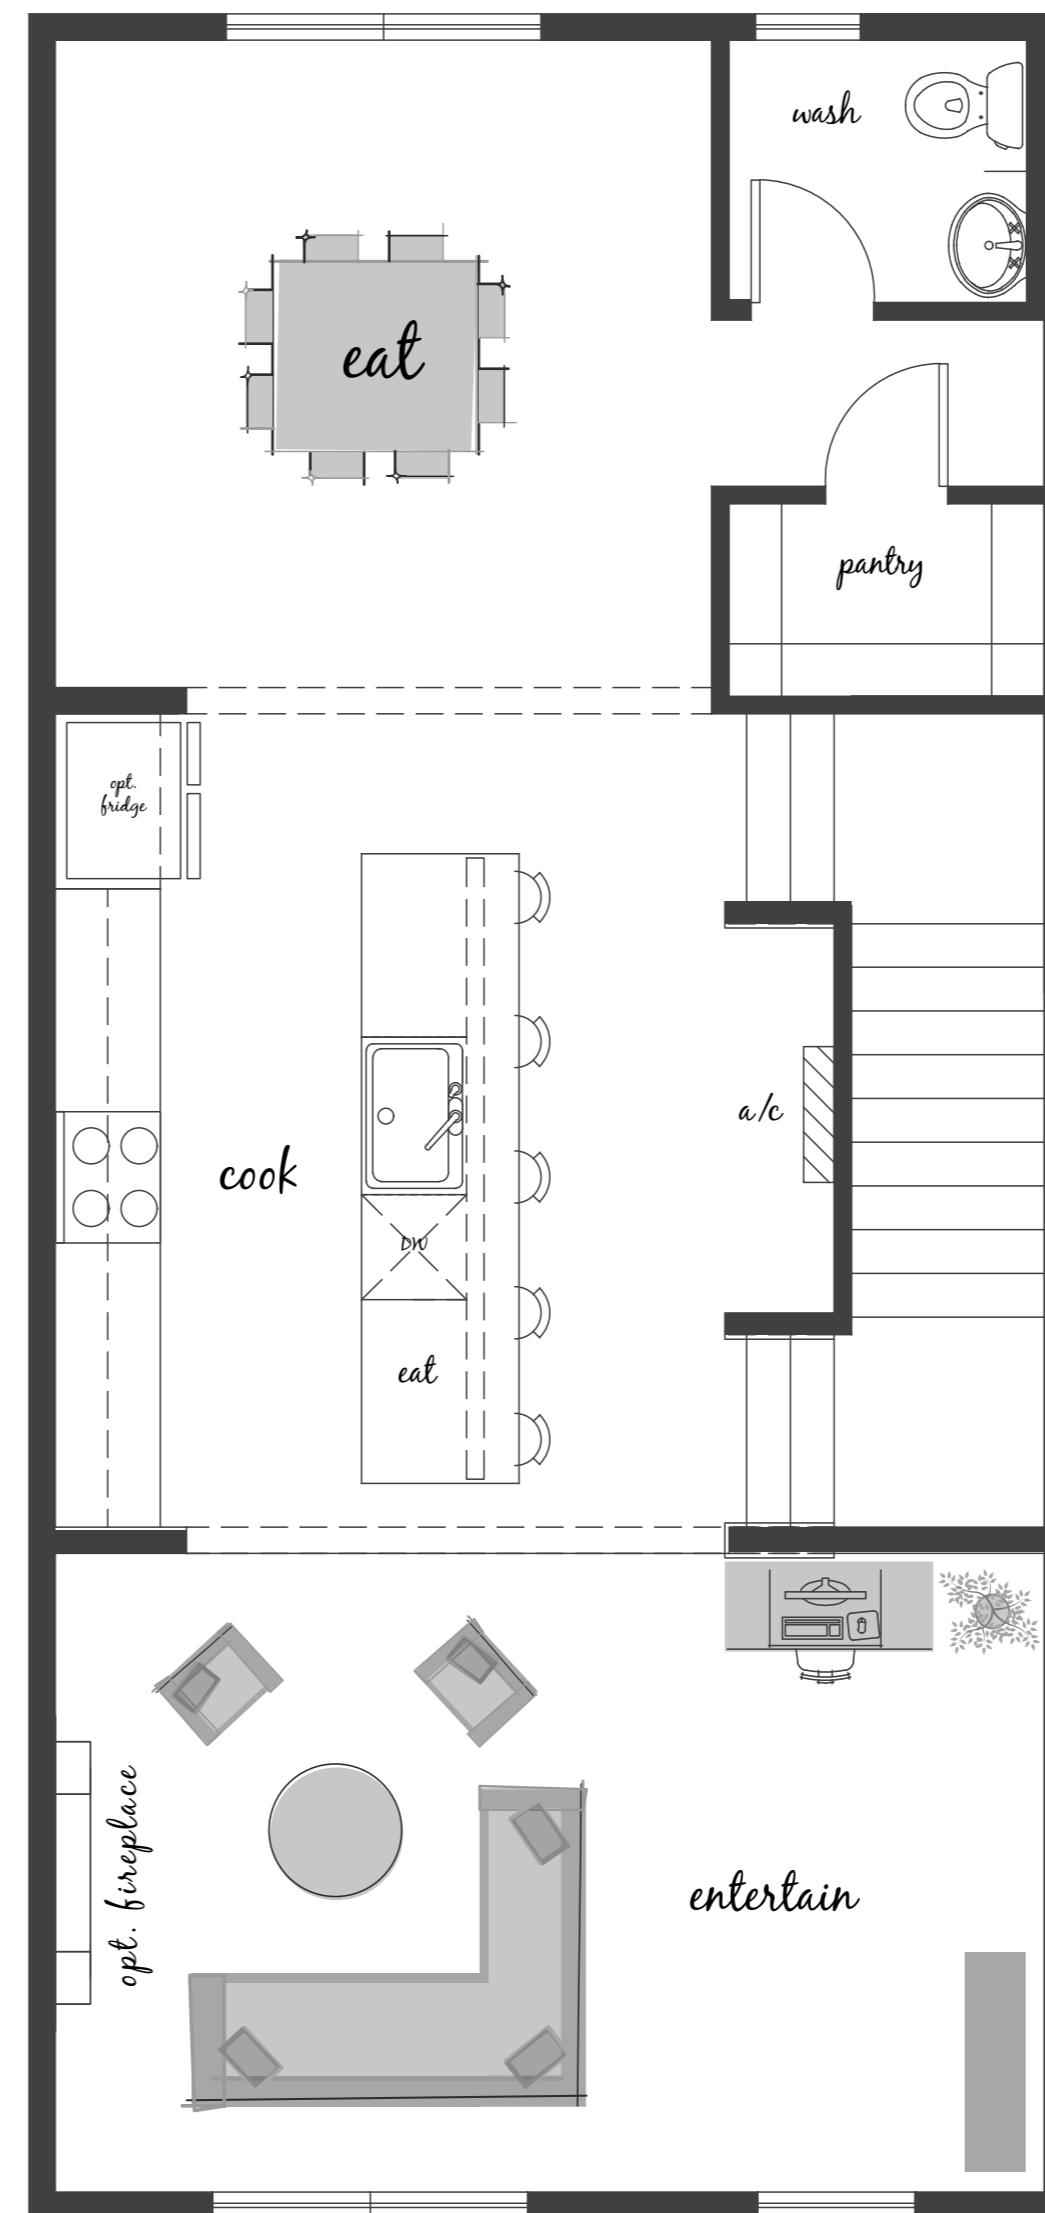 wash
eat
pantry
opt.
fridge
a/c
cook
DW
eat
opt. fireplace
entertain